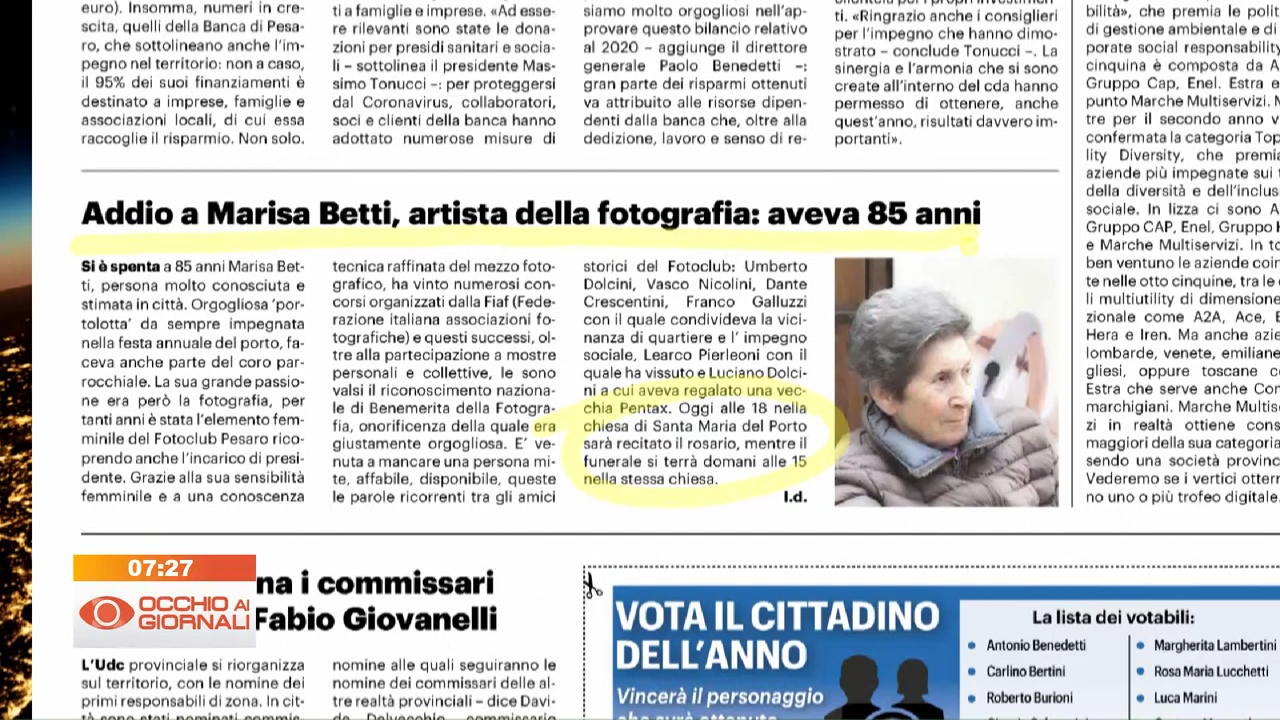 euro). Insomma, numeri in cre-
scita, quelli della Banca di Pesa-
ro, che sottolineano anche l'im-
pegno nel territorio: non a caso,
il 95% dei suoi finanziamenti è
destinato a imprese, famiglie e
associazioni locali, di cui essa
raccoglie il risparmio. Non solo.
ti a famiglie e imprese. «Ad esse-
re rilevanti sono state le dona-
zioni per presidi sanitari e socia-
li – sottolinea il presidente Mas-
simo Tonucci –: per proteggersi
dal Coronavirus, collaboratori,
soci e clienti della banca hanno
adottato numerose misure di
siamo molto orgogliosi nell'ap-
provare questo bilancio relativo
al 2020 – aggiunge il direttore
generale Paolo Benedetti –:
gran parte dei risparmi ottenuti
va attribuito alle risorse dipen-
denti dalla banca che, oltre alla
dedizione, lavoro e senso di re-
ti. «Ringrazio anche i consiglieri
per l'impegno che hanno dimo-
strato – conclude Tonucci –. La
sinergia e l'armonia che si sono
create all'interno del cda hanno
permesso di ottenere, anche
quest'anno, risultati davvero im-
portanti».
Addio a Marisa Betti, artista della fotografia: aveva 85 anni
Si è spenta a 85 anni Marisa Bet-
ti, persona molto conosciuta e
stimata in città. Orgogliosa 'por-
tolotta' da sempre impegnata
nella festa annuale del porto, fa-
ceva anche parte del coro par-
rocchiale. La sua grande passio-
ne era però la fotografia, per
tanti anni è stata l'elemento fem-
minile del Fotoclub Pesaro rico-
prendo anche l'incarico di presi-
dente. Grazie alla sua sensibilità
femminile e a una conoscenza
tecnica raffinata del mezzo foto-
grafico, ha vinto numerosi con-
corsi organizzati dalla Fiaf (Fede-
razione italiana associazioni fo-
tografiche) e questi successi, ol-
tre alla partecipazione a mostre
personali e collettive, le sono
valsi il riconoscimento naziona-
le di Benemerita della Fotogra-
fia, onorificenza della quale era
giustamente orgogliosa. E' ve-
nuta a mancare una persona mi-
te, affabile, disponibile, queste
le parole ricorrenti tra gli amici
storici del Fotoclub: Umberto
Dolcini, Vasco Nicolini, Dante
Crescentini, Franco Galluzzi
con il quale condivideva la vici-
nanza di quartiere e l' impegno
sociale, Learco Pierleoni con il
quale ha vissuto e Luciano Dolci-
ni a cui aveva regalato una vec-
chia Pentax. Oggi alle 18 nella
chiesa di Santa Maria del Porto
sarà recitato il rosario, mentre il
funerale si terrà domani alle 15
nella stessa chiesa.
l.d.
bilità», che premia le polit
di gestione ambientale e di
porate social responsability
cinquina è composta da A
Gruppo Cap, Enel. Estra e
punto Marche Multiservizi. M
tre per il secondo anno v
confermata la categoria Top
lity Diversity, che premia
aziende più impegnate sui t
della diversità e dell'inclus
sociale. In lizza ci sono A
Gruppo CAP, Enel, Gruppo H
e Marche Multiservizi. In to
ben ventuno le aziende coin
te nelle otto cinquine, tra le
li multiutility di dimensione
zionale come A2A, Ace, E
Hera e Iren. Ma anche azie
lombarde, venete, emiliane
gliesi, oppure toscane co
Estra che serve anche Com
marchigiani. Marche Multis
zi in realtà ottiene cons
maggiori della sua categoria
sendo una società provinc
Vederemo se i vertici otterr
no uno o più trofeo digitale.
07:27
OCCHIO AI
GIORNALI
na i commissari
Fabio Giovanelli
L'Udc provinciale si riorganizza
sul territorio, con le nomine dei
primi responsabili di zona. In cit-
nomine alle quali seguiranno le
nomine dei commissari delle al-
tre realtà provinciali – dice Davi-
VOTA IL CITTADINO
DELL'ANNO
Vincerà il personaggio
La lista dei votabili:
Antonio Benedetti
Carlino Bertini
Roberto Burioni
Margherita Lambertini
Rosa Maria Lucchetti
Luca Marini